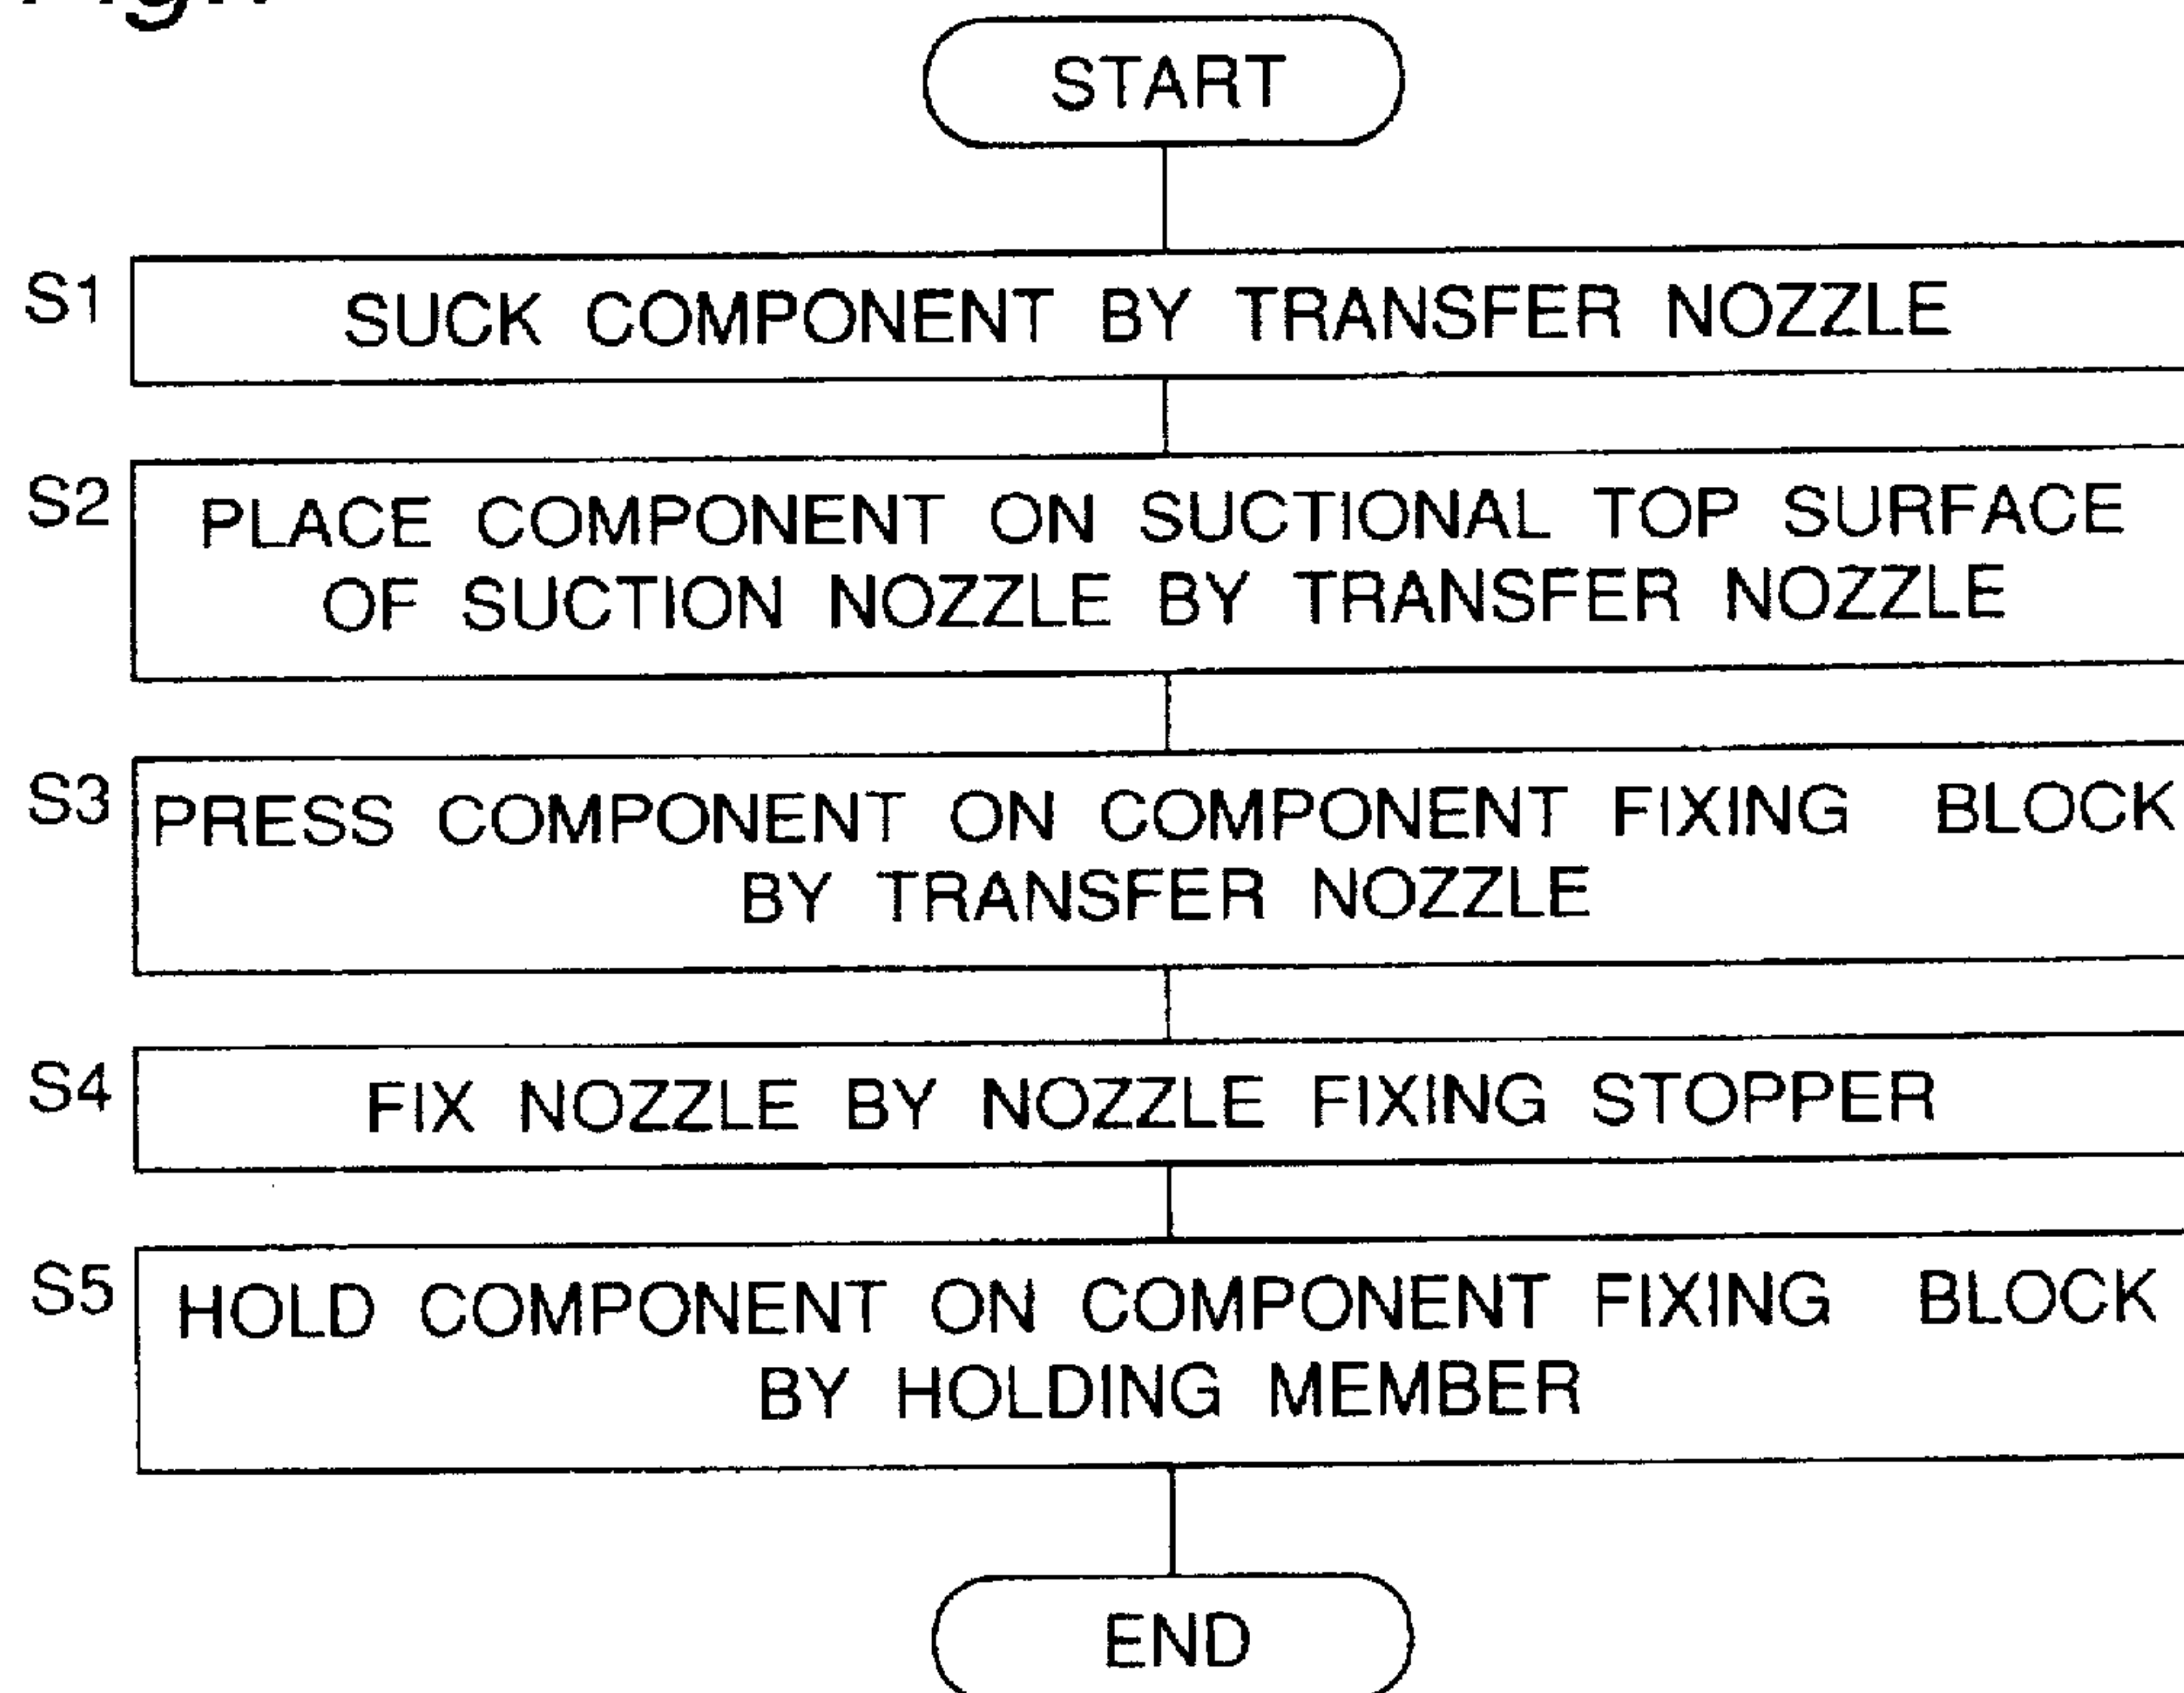 START
S1
SUCK COMPONENT BY TRANSFER NOZZLE
S2
PLACE COMPONENT ON SUCTIONAL TOP SURFACE
OF SUCTION NOZZLE BY TRANSFER NOZZLE
S3
PRESS COMPONENT ON COMPONENT FIXING BLOCK
BY TRANSFER NOZZLE
S4
FIX NOZZLE BY NOZZLE FIXING STOPPER
S5
HOLD COMPONENT ON COMPONENT FIXING BLOCK
BY HOLDING MEMBER
END